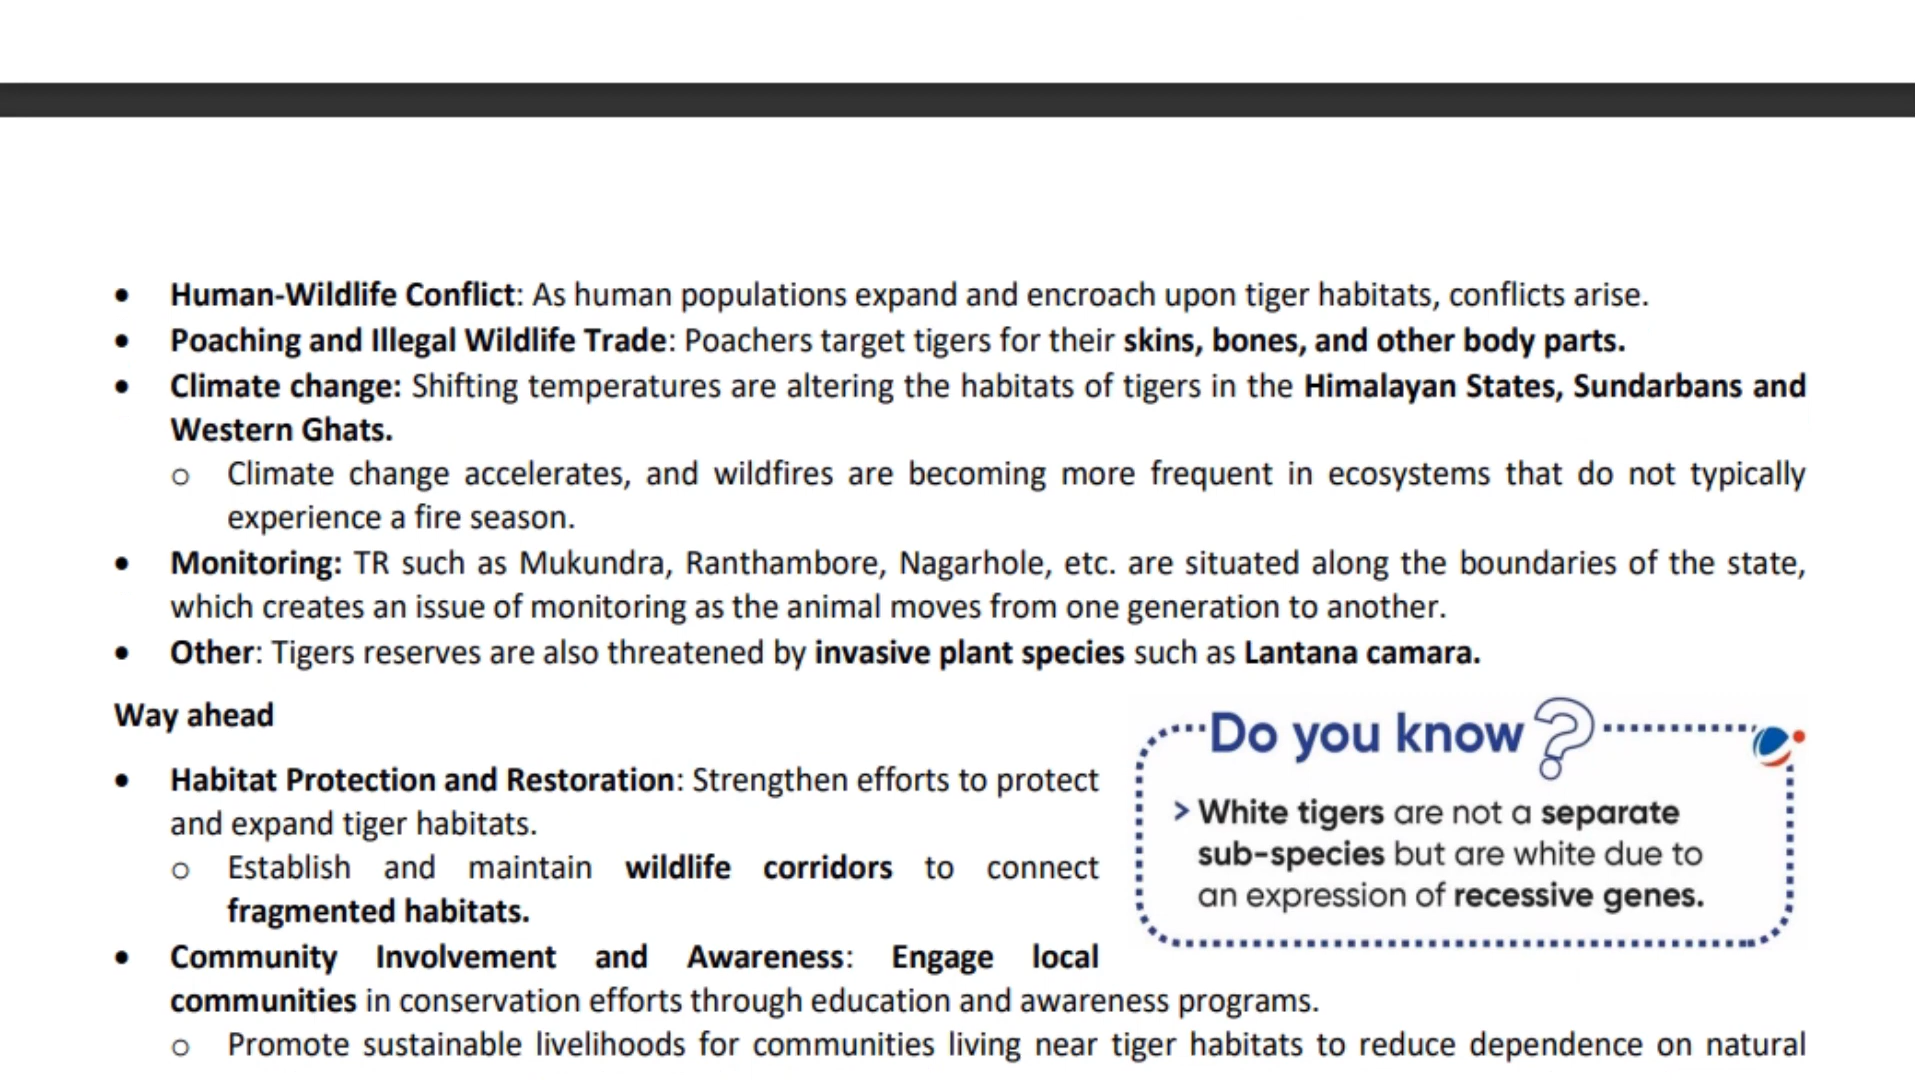 • Human-Wildlife Conflict: As human populations expand and encroach upon tiger habitats, conflicts arise.
• Poaching and Illegal Wildlife Trade: Poachers target tigers for their skins, bones, and other body parts.
• Climate change: Shifting temperatures are altering the habitats of tigers in the Himalayan States, Sundarbans and
Western Ghats.
o Climate change accelerates, and wildfires are becoming more frequent in ecosystems that do not typically
experience a fire season.
• Monitoring: TR such as Mukundra, Ranthambore, Nagarhole, etc. are situated along the boundaries of the state,
which creates an issue of monitoring as the animal moves from one generation to another.
• Other: Tigers reserves are also threatened by invasive plant species such as Lantana camara.
Way ahead
• Habitat Protection and Restoration: Strengthen efforts to protect
and expand tiger habitats.
o Establish and maintain wildlife corridors to connect
fragmented habitats.
• Community Involvement and Awareness: Engage local
communities in conservation efforts through education and awareness programs.
o Promote sustainable livelihoods for communities living near tiger habitats to reduce dependence on natural
Do you know?
> White tigers are not a separate
sub-species but are white due to
an expression of recessive genes.